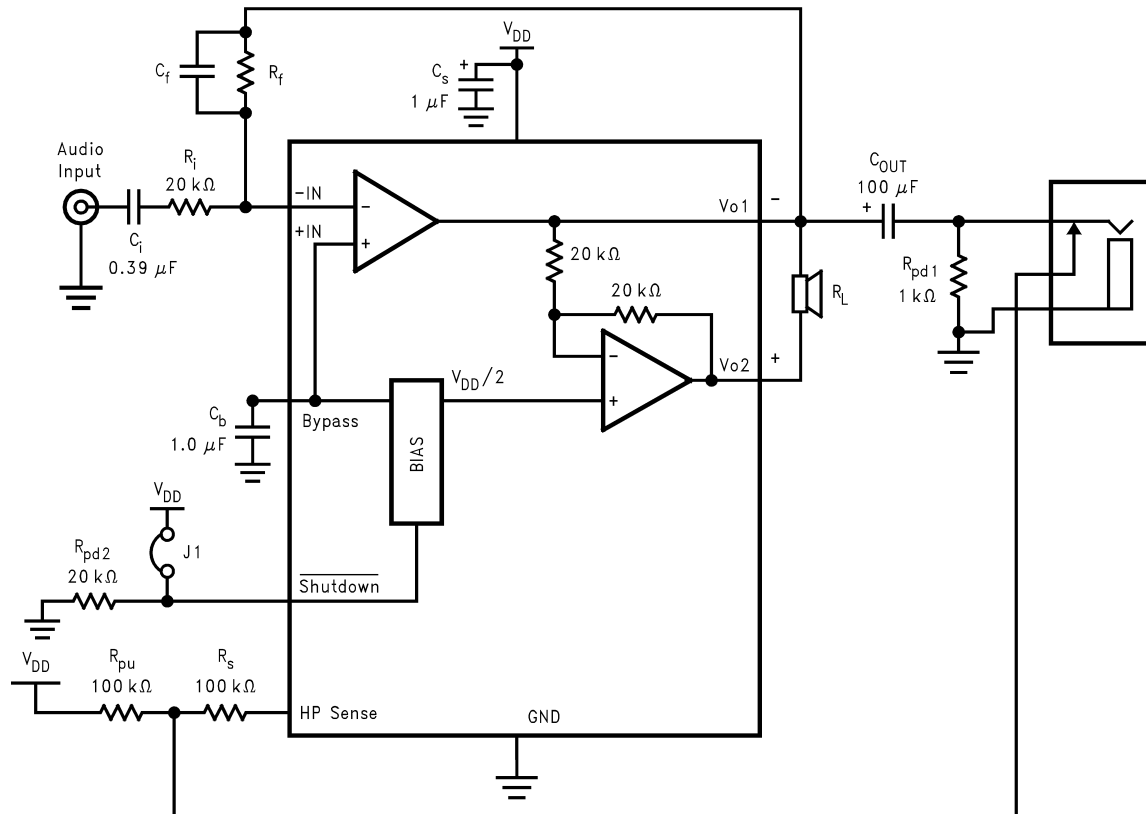 V_DD
C_f
R_f
C_s
+
1 µF
Audio
Input
R_i
20 kΩ
C_i
0.39 µF
-IN
+IN
-
+
Vo1
-
C_OUT
100 µF
+
R_pd1
1 kΩ
20 kΩ
20 kΩ
R_L
-
+
Vo2
+
V_DD/2
C_b
1.0 µF
Bypass
BIAS
V_DD
J1
R_pd2
20 kΩ
Shutdown
V_DD
R_pu
100 kΩ
R_s
100 kΩ
HP Sense
GND